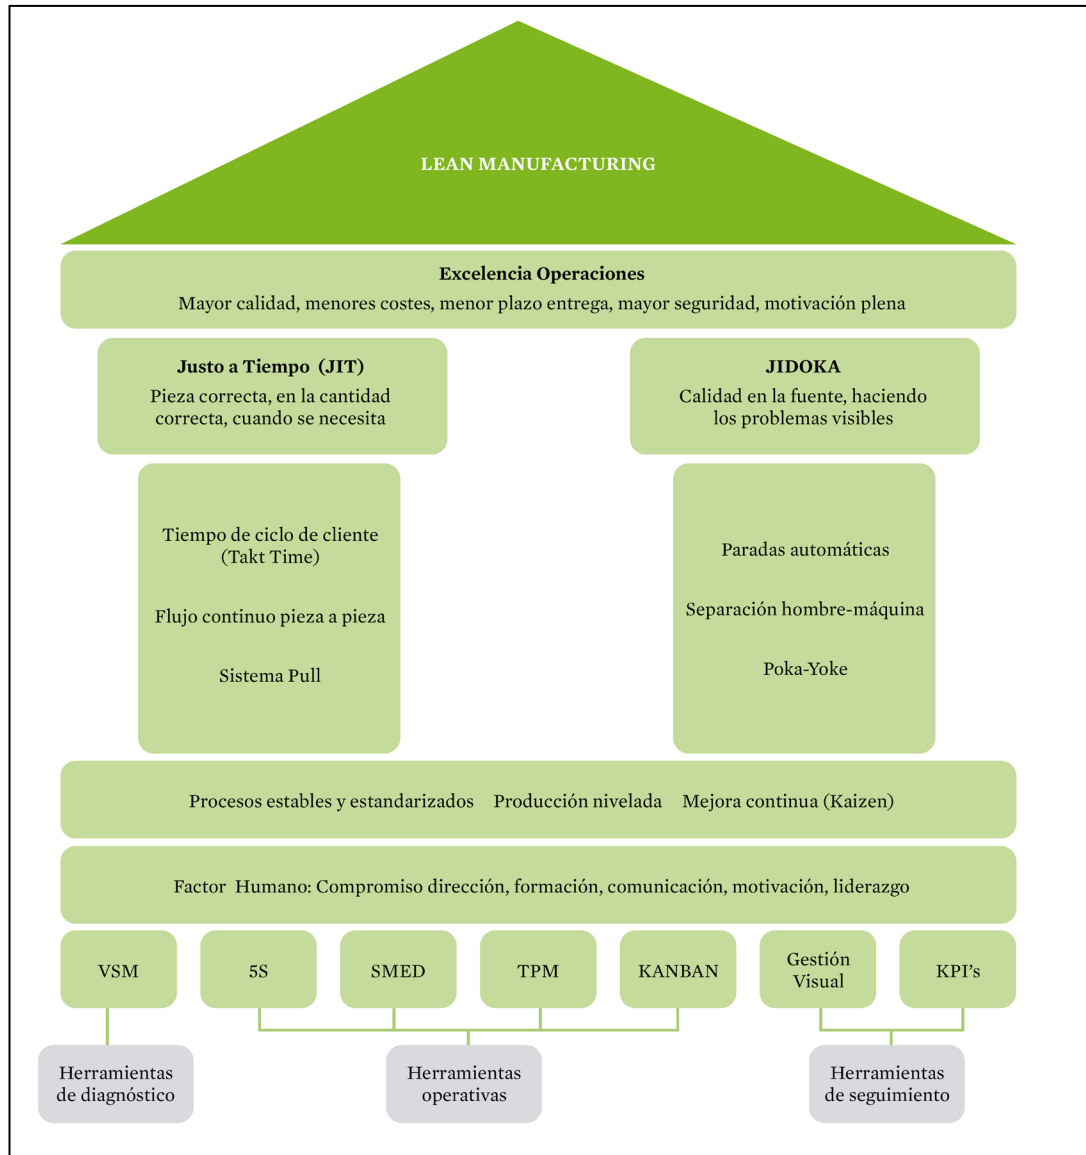 LEAN MANUFACTURING
Excelencia Operaciones
Mayor calidad, menores costes, menor plazo entrega, mayor seguridad, motivación plena
Justo a Tiempo (JIT)
Pieza correcta, en la cantidad
correcta, cuando se necesita
JIDOKA
Calidad en la fuente, haciendo
los problemas visibles
Tiempo de ciclo de cliente
(Takt Time)
Flujo continuo pieza a pieza
Sistema Pull
Paradas automáticas
Separación hombre-máquina
Poka-Yoke
Procesos estables y estandarizados Producción nivelada Mejora continua (Kaizen)
Factor Humano: Compromiso dirección, formación, comunicación, motivación, liderazgo
VSM
5S
SMED
TPM
KANBAN
Gestión
Visual
KPI’s
Herramientas
de diagnóstico
Herramientas
operativas
Herramientas
de seguimiento